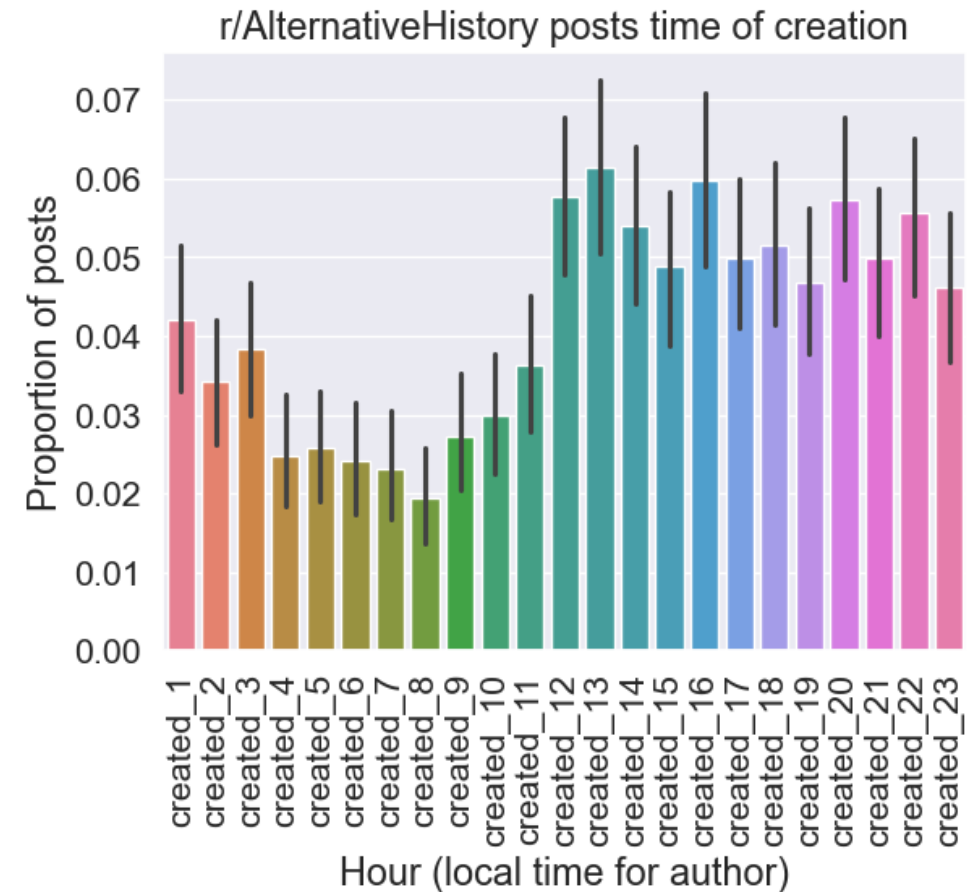 r/AlternativeHistory posts time of creation
0.07
0.06
0.05
0.04
0.03
0.02
0.01
0.00
Proportion of posts
created_1
created_2
created_3
created_4
created_5
created_6
created_7
created_8
created_9
created_10
created_11
created_12
created_13
created_14
created_15
created_16
created_17
created_18
created_19
created_20
created_21
created_22
created_23
Hour (local time for author)